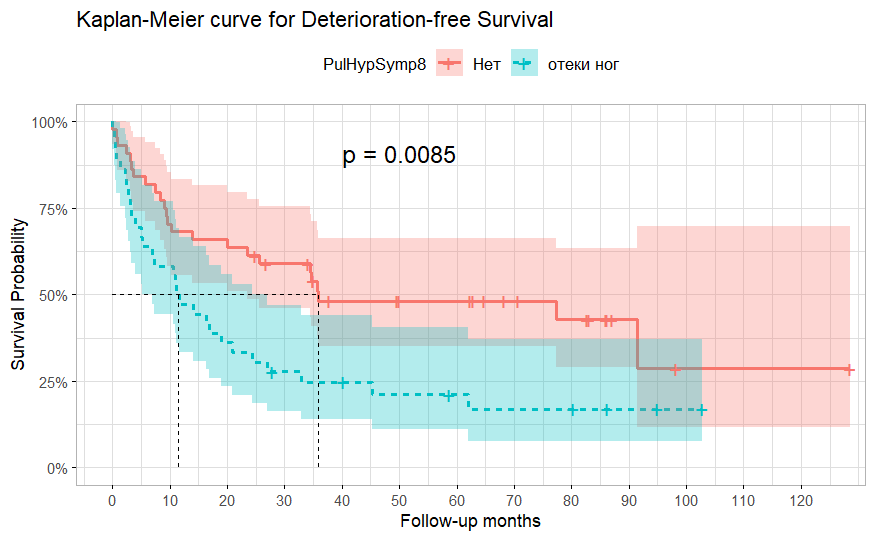 Kaplan-Meier curve for Deterioration-free Survival
PulHypSymp8 Нет отеки ног
p = 0.0085
Survival Probability
100%
75%
50%
25%
0%
0 10 20 30 40 50 60 70 80 90 100 110 120
Follow-up months